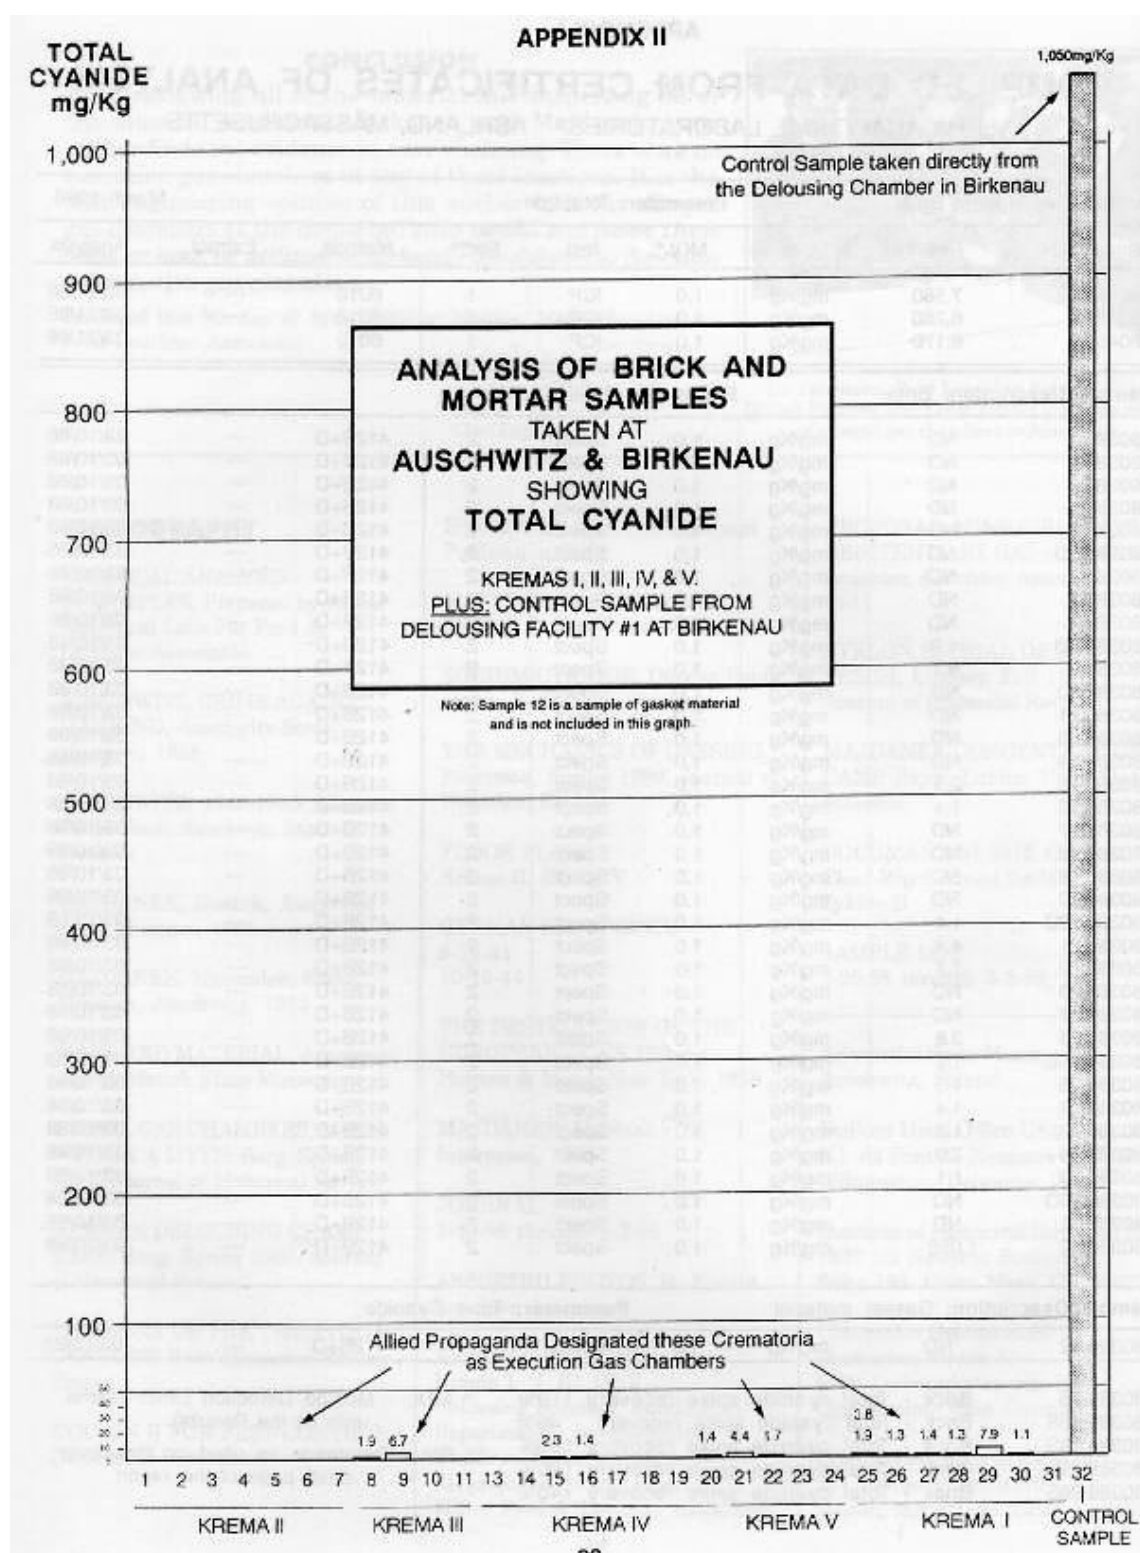 APPENDIX II
TOTAL
CYANIDE
mg/Kg
1,050mg/Kg
Control Sample taken directly from
the Delousing Chamber in Birkenau
1,000
900
800
700
600
500
400
300
200
100
ANALYSIS OF BRICK AND
MORTAR SAMPLES
TAKEN AT
AUSCHWITZ & BIRKENAU
SHOWING
TOTAL CYANIDE
KREMAS I, II, III, IV, & V.
PLUS: CONTROL SAMPLE FROM
DELOUSING FACILITY #1 AT BIRKENAU
Note: Sample 12 is a sample of gasket material
and is not included in this graph.
Allied Propaganda Designated these Crematoria
as Execution Gas Chambers
3.8
1.9 6.7 2.3 1.4 1.4 4.4 1.7 1.9 1.3 1.4 1.3 7.9 1.1
1 2 3 4 5 6 7 8 9 10 11 13 14 15 16 17 18 19 20 21 22 23 24 25 26 27 28 29 30 31 32
KREMA II KREMA III KREMA IV KREMA V KREMA I CONTROL
SAMPLE